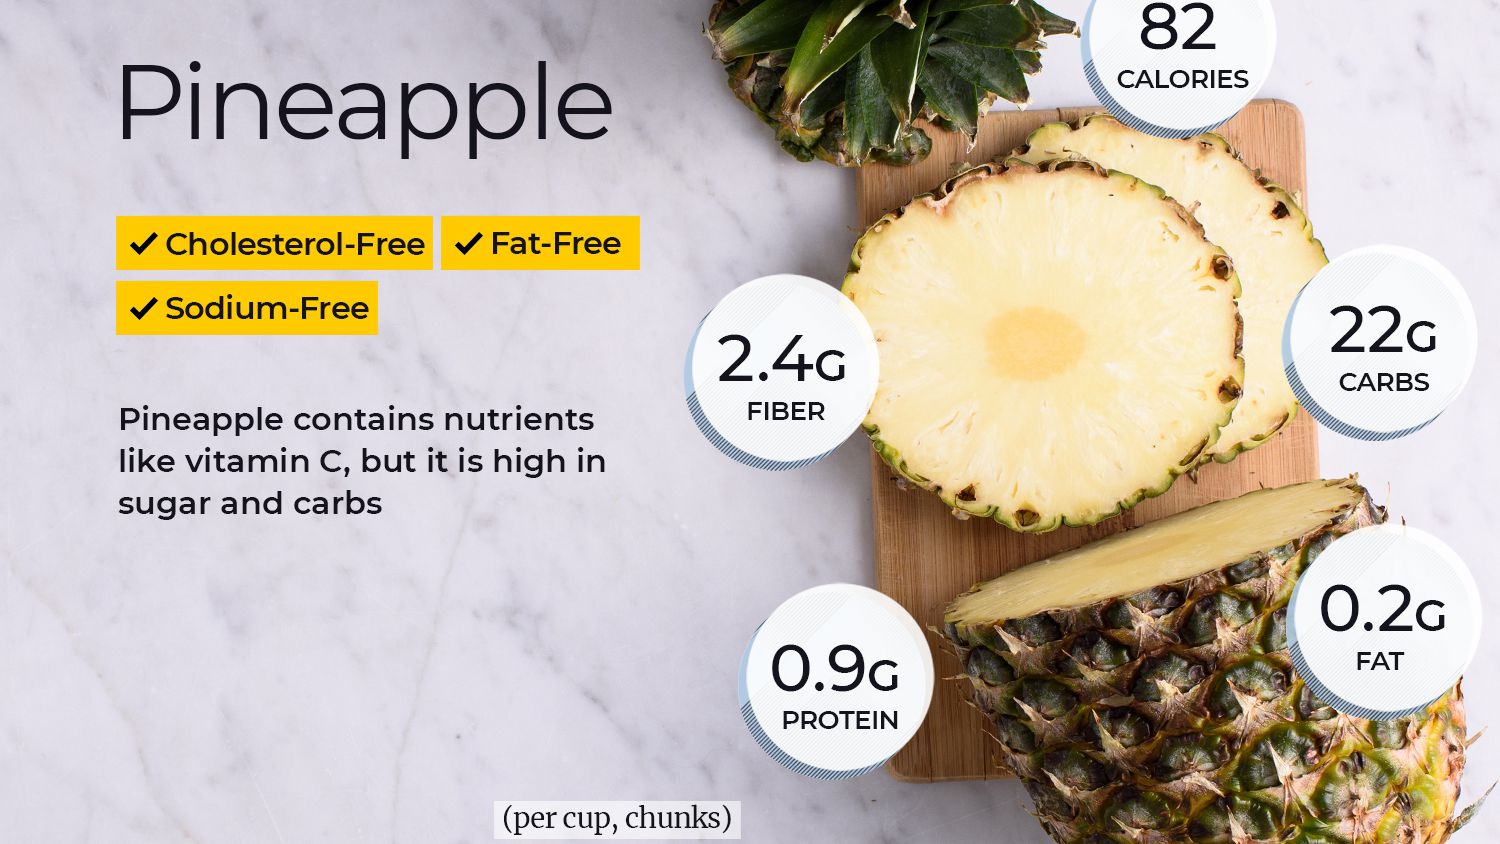 Pineapple
✓ Cholesterol-Free ✓ Fat-Free
✓ Sodium-Free
Pineapple contains nutrients
like vitamin C, but it is high in
sugar and carbs
82
CALORIES
2.4G
FIBER
22G
CARBS
0.9G
PROTEIN
0.2G
FAT
(per cup, chunks)